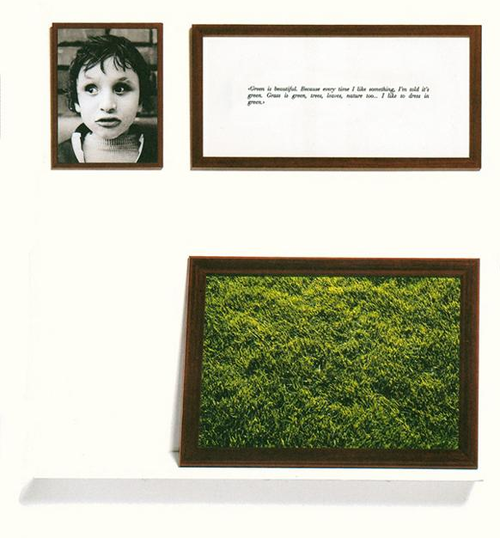 «Green is beautiful. Because every time I like something, I'm told it's
green. Grass is green, trees, leaves, nature too... I like to dress in
green.»